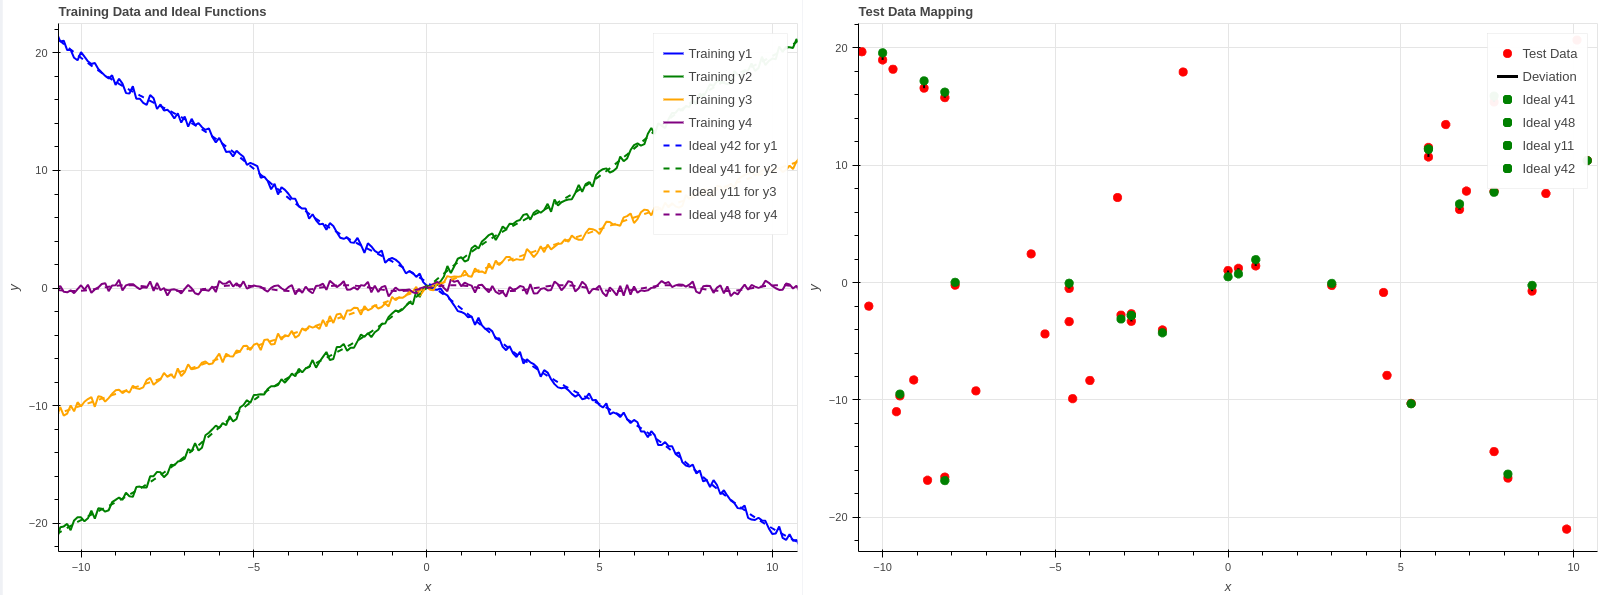 Training Data and Ideal Functions
20
10
0
−10
−20
y
−10
−5
0
5
10
x
Training y1
Training y2
Training y3
Training y4
Ideal y42 for y1
Ideal y41 for y2
Ideal y11 for y3
Ideal y48 for y4
Test Data Mapping
20
10
0
−10
−20
y
−10
−5
0
5
10
x
Test Data
Deviation
Ideal y41
Ideal y48
Ideal y11
Ideal y42